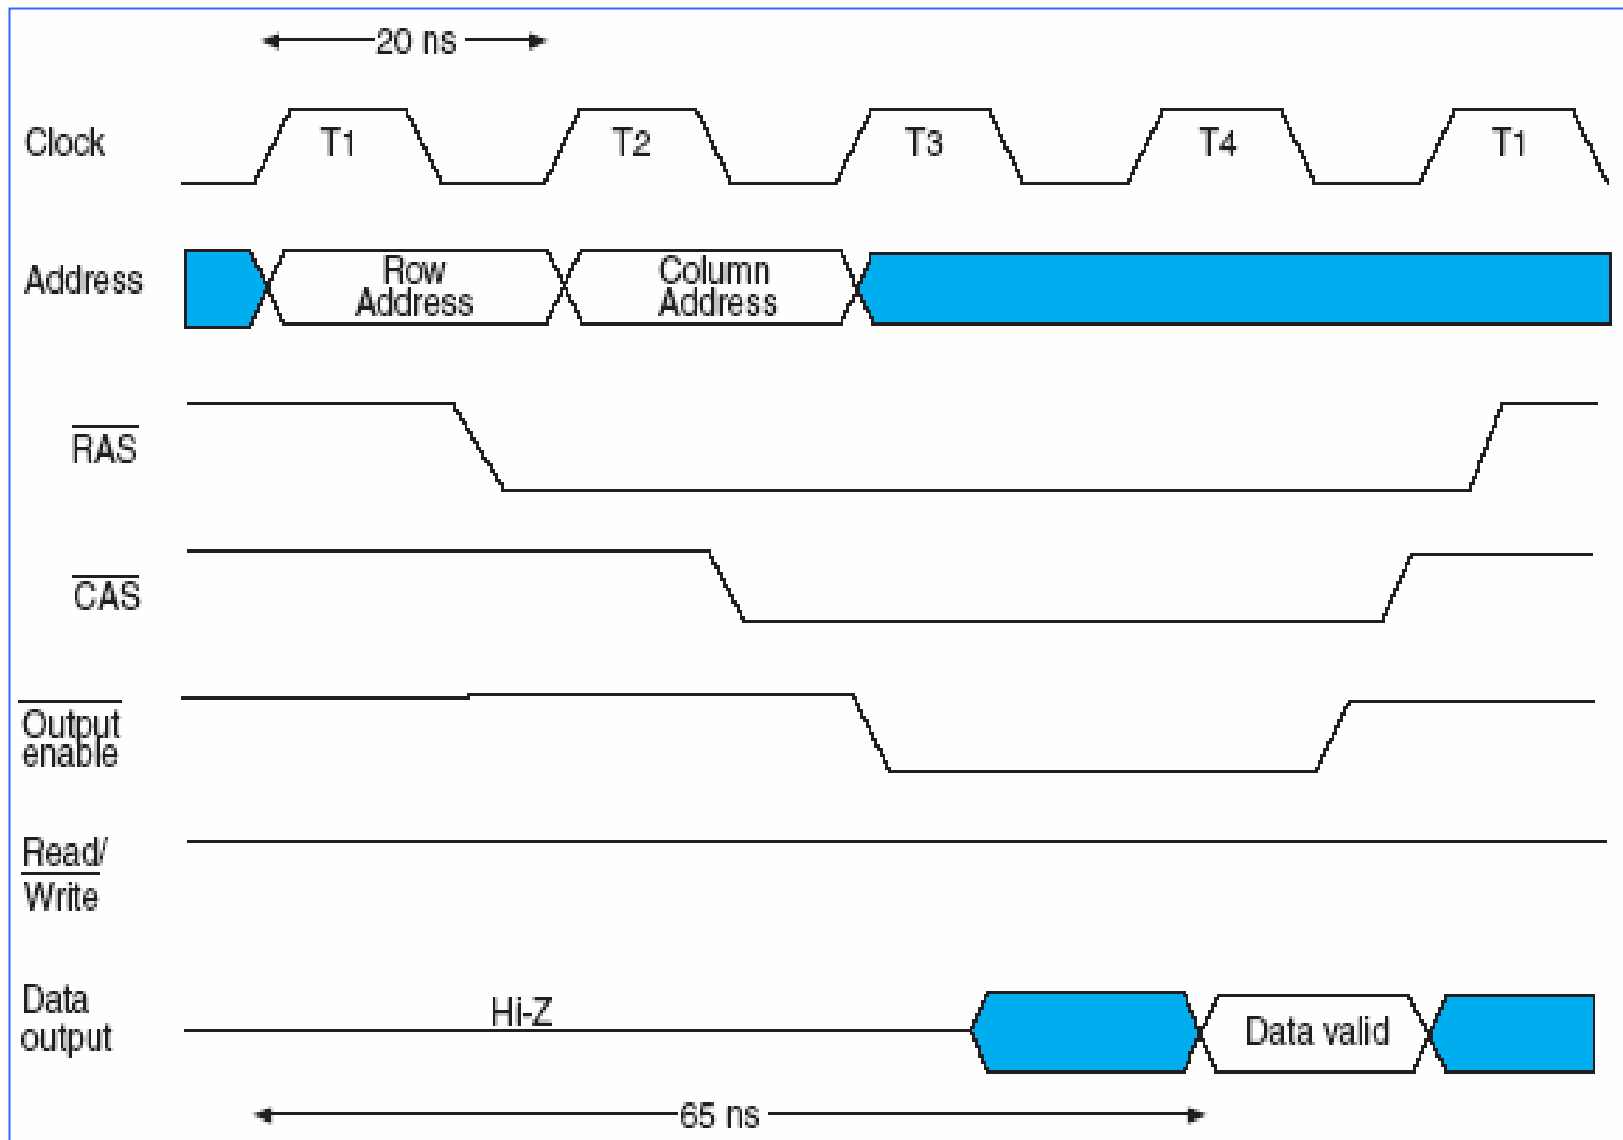 20 ns
Clock
T1
T2
T3
T4
T1
Address
Row
Address
Column
Address
RAS
CAS
Output
enable
Read/
Write
Data
output
Hi-Z
Data valid
65 ns